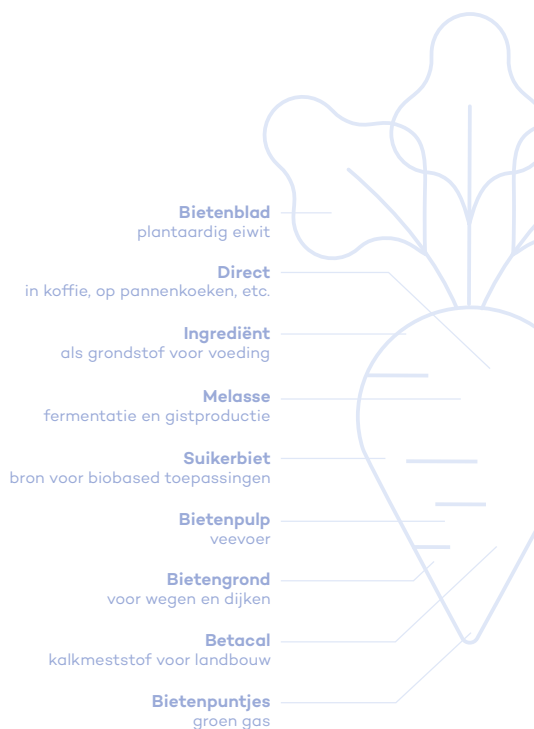 Bietenblad
plantaardig eiwit
Direct
in koffie, op pannenkoeken, etc.
Ingrediënt
als grondstof voor voeding
Melasse
fermentatie en gistproductie
Suikerbiet
bron voor biobased toepassingen
Bietenpulp
veevoer
Bietengrond
voor wegen en dijken
Betacal
kalkmeststof voor landbouw
Bietenpuntjes
groen gas